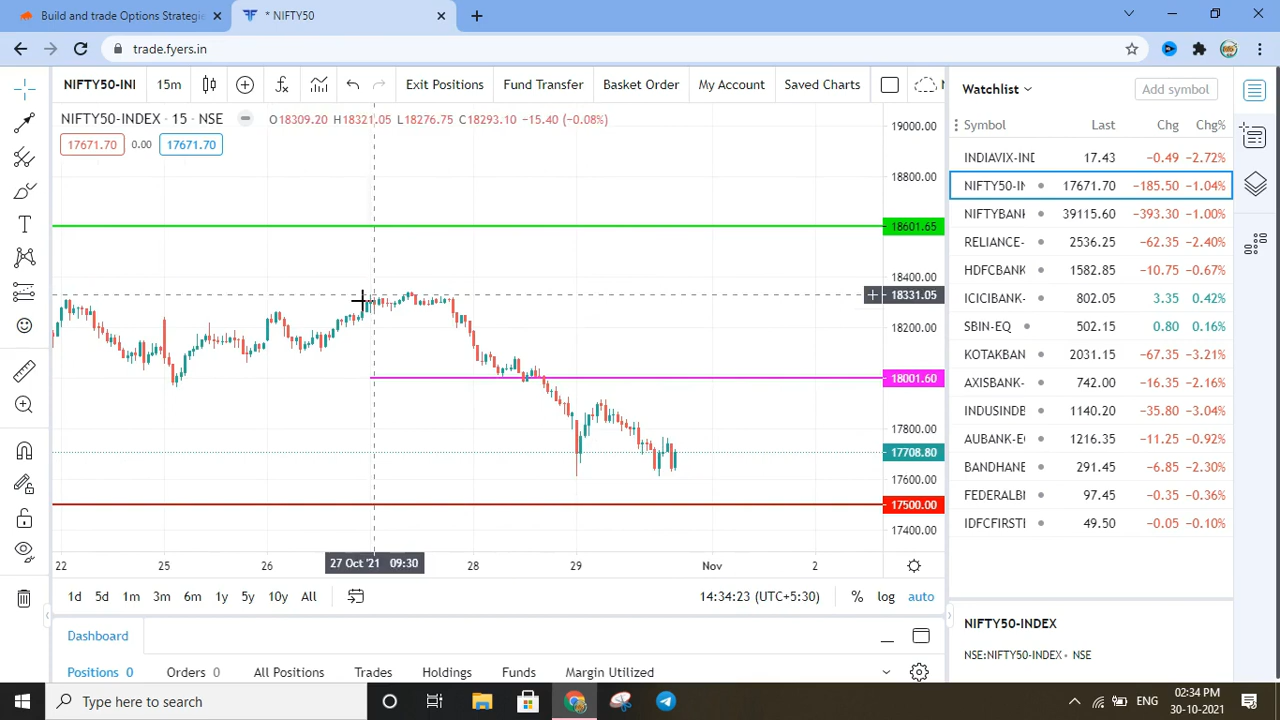 Build and trade Options Strategie
* NIFTY50
trade.fyers.in
NIFTY50-INI 15m Exit Positions Fund Transfer Basket Order My Account Saved Charts
NIFTY50-INDEX · 15 · NSE O18309.20 H18321.05 L18276.75 C18293.10 −15.40 (−0.08%)
17671.70 0.00 17671.70
19000.00
18800.00
18601.65
18400.00
18331.05
18200.00
18001.60
17800.00
17708.80
17600.00
17500.00
17400.00
22 25 26 27 Oct '21 09:30 28 29 Nov 2
1d 5d 1m 3m 6m 1y 5y 10y All 14:34:23 (UTC+5:30) % log auto
Dashboard
Positions 0 Orders 0 All Positions Trades Holdings Funds Margin Utilized
Watchlist Add symbol
Symbol Last Chg Chg%
INDIAVIX-INE 17.43 −0.49 −2.72%
NIFTY50-IN 17671.70 −185.50 −1.04%
NIFTYBANK 39115.60 −393.30 −1.00%
RELIANCE- 2536.25 −62.35 −2.40%
HDFCBANK 1582.85 −10.75 −0.67%
ICICIBANK- 802.05 3.35 0.42%
SBIN-EQ 502.15 0.80 0.16%
KOTAKBAN 2031.15 −67.35 −3.21%
AXISBANK- 742.00 −16.35 −2.16%
INDUSINDB 1140.20 −35.80 −3.04%
AUBANK-EC 1216.35 −11.25 −0.92%
BANDHANE 291.45 −6.85 −2.30%
FEDERALBI 97.45 −0.35 −0.36%
IDFCFIRST 49.50 −0.05 −0.10%
NIFTY50-INDEX
NSE:NIFTY50-INDEX • NSE
Type here to search
ENG
02:34 PM
30-10-2021